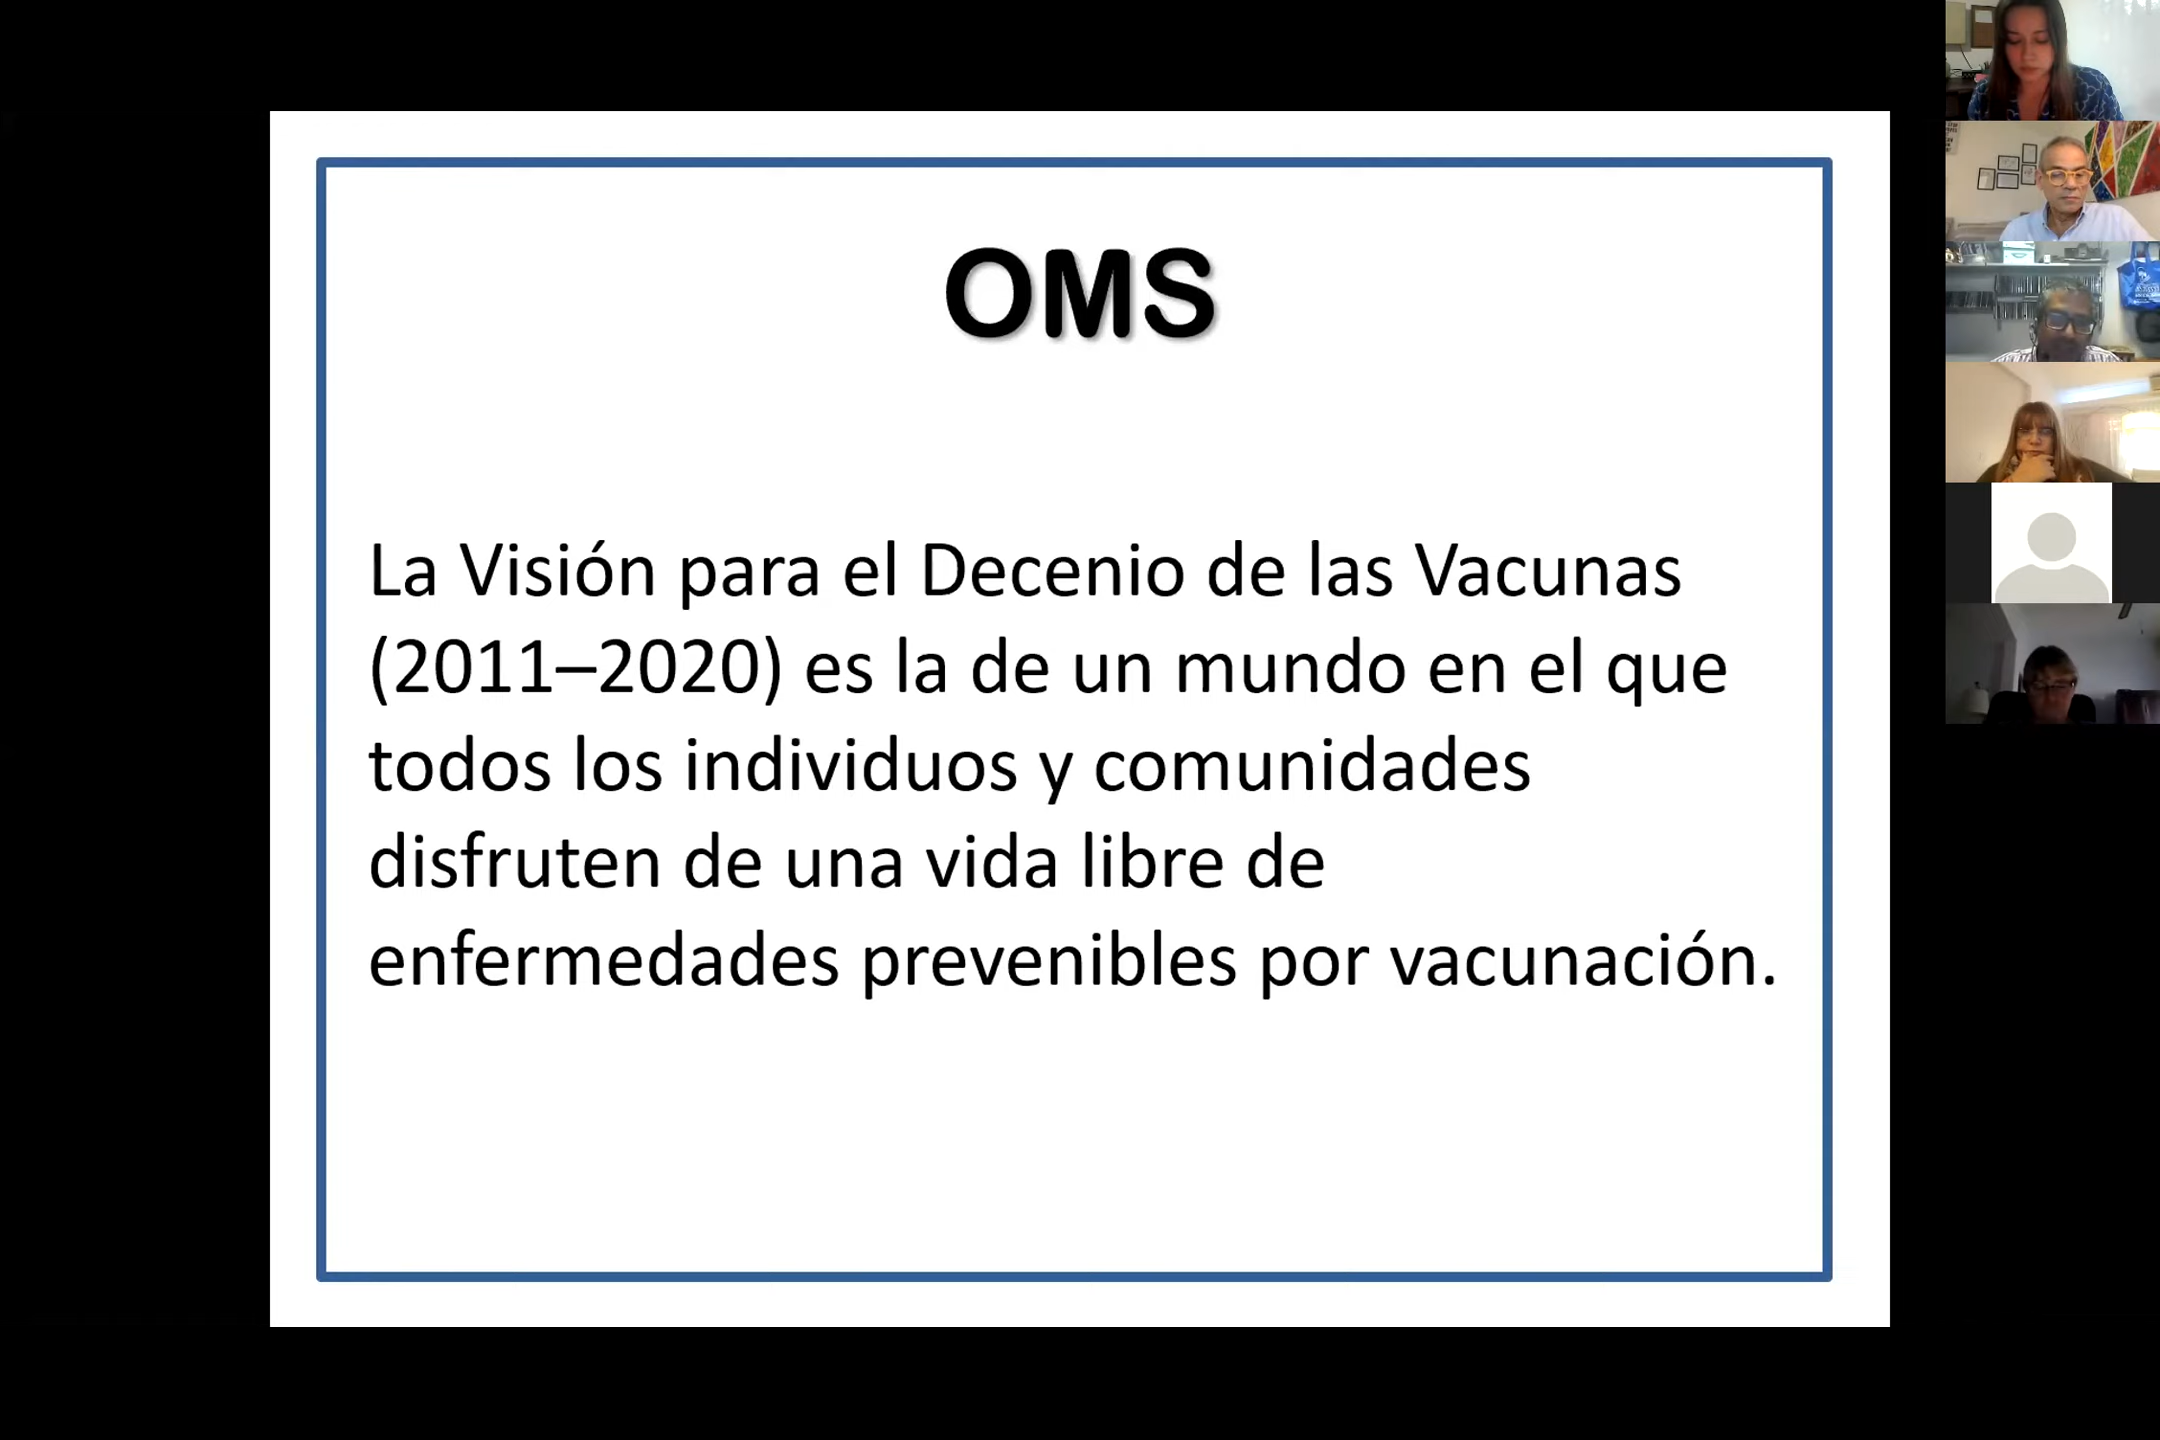 OMS
La Visión para el Decenio de las Vacunas
(2011–2020) es la de un mundo en el que
todos los individuos y comunidades
disfruten de una vida libre de
enfermedades prevenibles por vacunación.